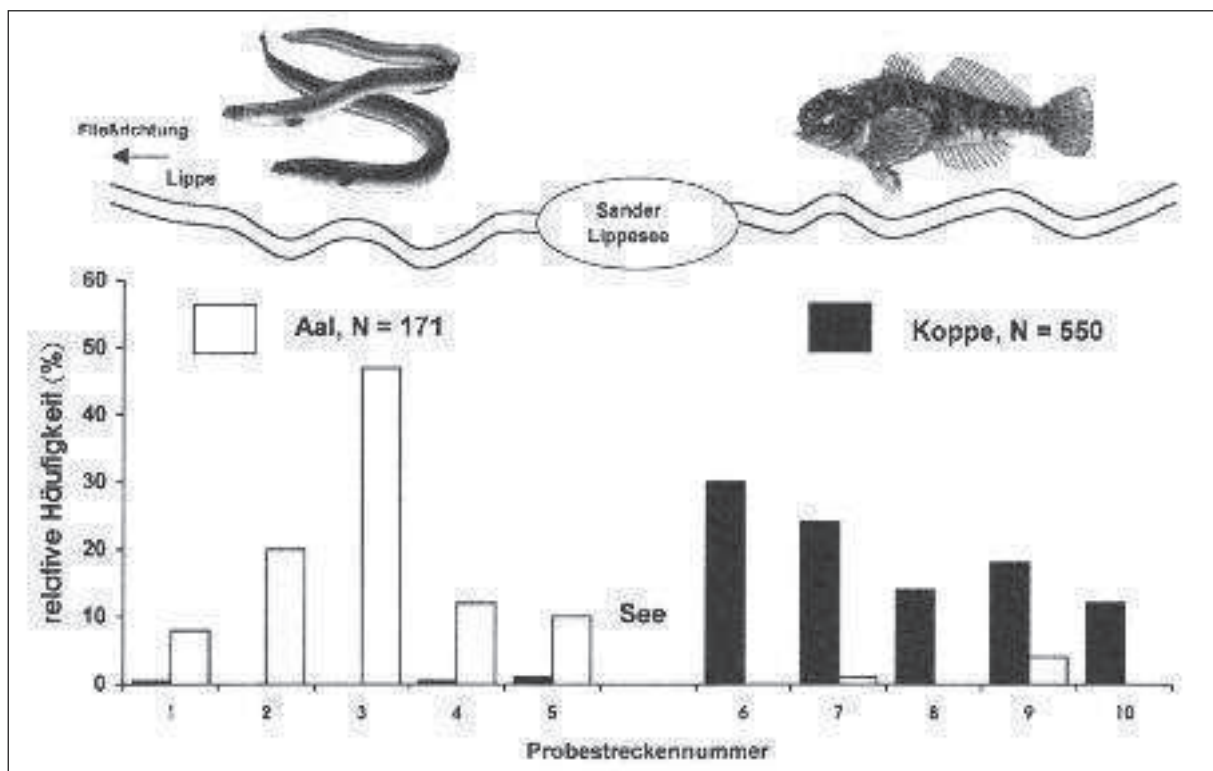 Fließrichtung
Lippe
Sander
Lippesee
60
50
40
30
20
10
0
relative Häufigkeit (%)
Aal, N = 171
Koppe, N = 550
See
1 2 3 4 5 6 7 8 9 10
Probestreckennummer